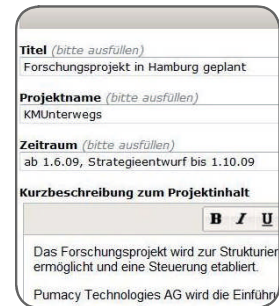 Titel (bitte ausfüllen)
Forschungsprojekt in Hamburg geplant
Projektname (bitte ausfüllen)
KMUnterwegs
Zeitraum (bitte ausfüllen)
ab 1.6.09, Strategieentwurf bis 1.10.09
Kurzbeschreibung zum Projektinhalt
B I U
Das Forschungsprojekt wird zur Strukturier
ermöglicht und eine Steuerung etabliert.
Pumacy Technologies AG wird die Einführ